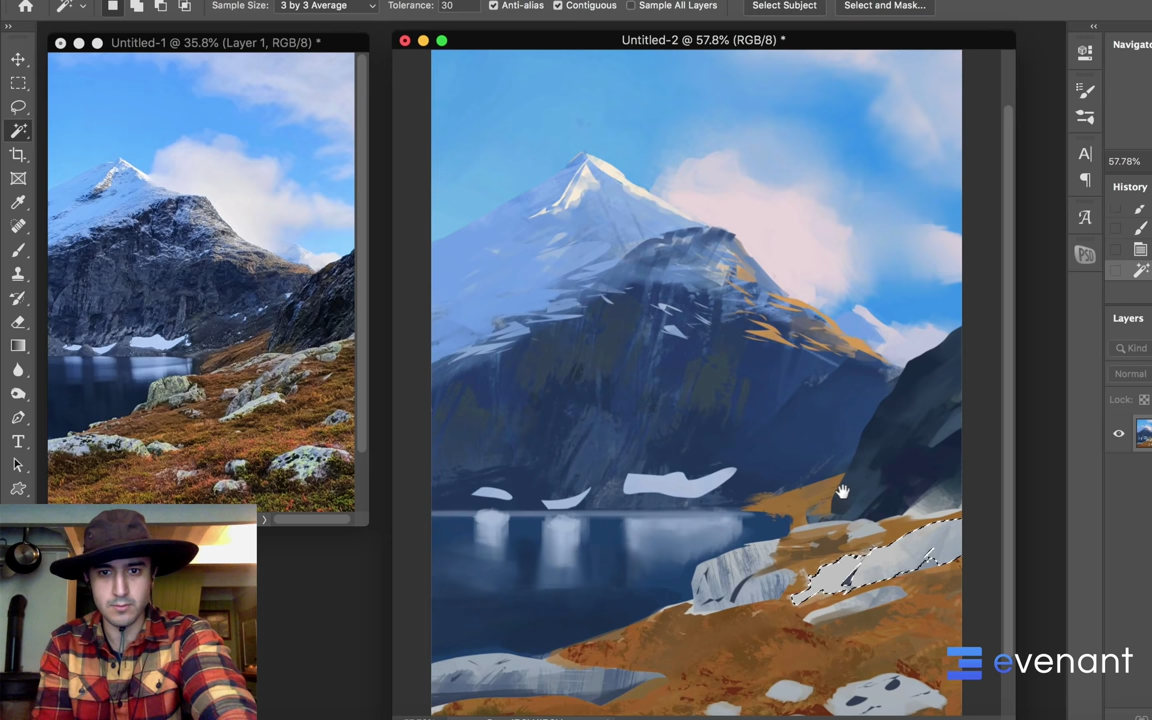 Sample Size: 3 by 3 Average Tolerance: 30 Anti-alias Contiguous Sample All Layers Select Subject Select and Mask...
Untitled-1 @ 35.8% (Layer 1, RGB/8) *
Untitled-2 @ 57.8% (RGB/8) *
Navigato
57.78%
History
Layers
Kind
Normal
Lock:
evenant